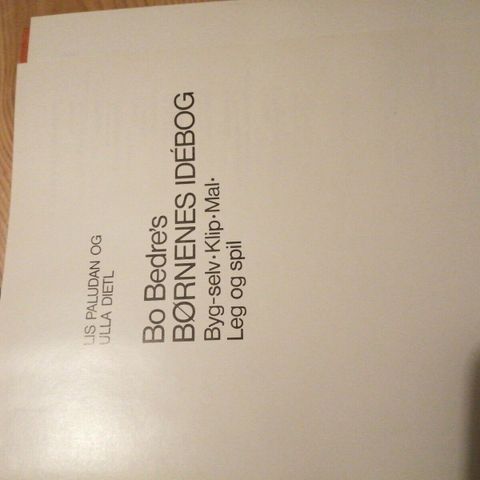 LIS PALUDAN OG
ULLA DIETL
Bo Bedre's
BØRNENES IDÉBOG
Byg-selv·Klip·Mal·
Leg og spil